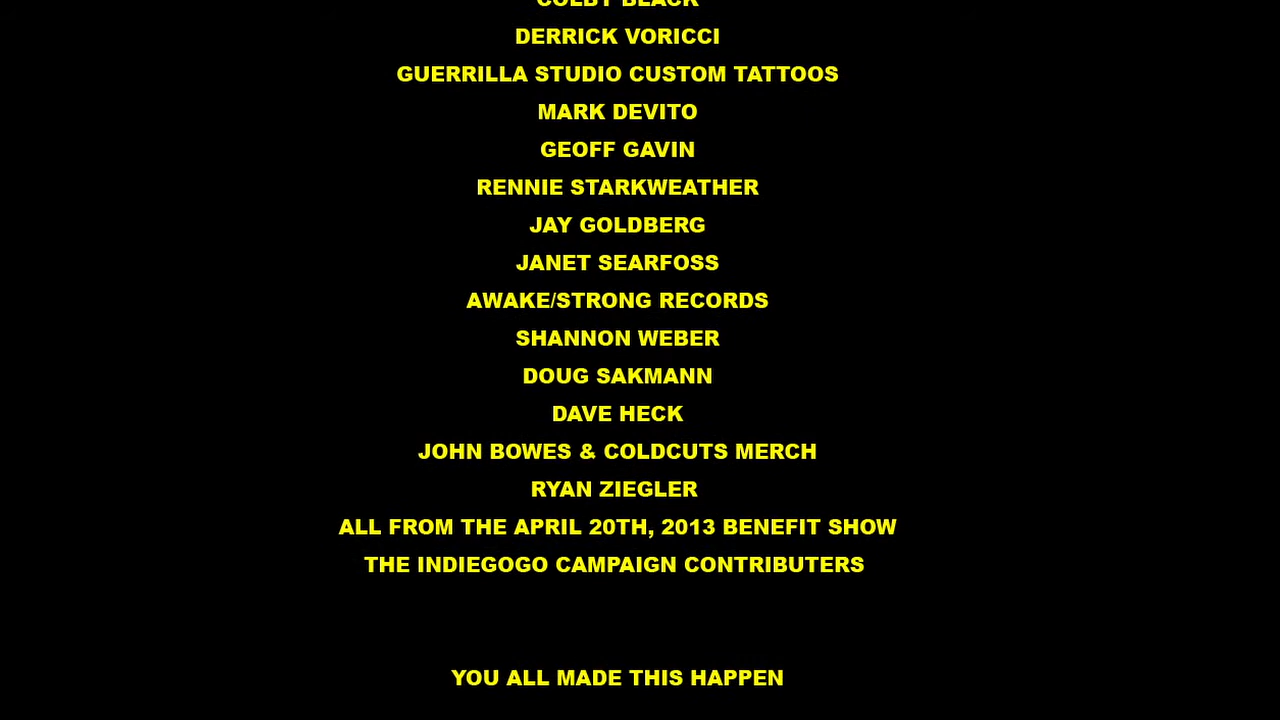 COLBY BLACK
DERRICK VORICCI
GUERRILLA STUDIO CUSTOM TATTOOS
MARK DEVITO
GEOFF GAVIN
RENNIE STARKWEATHER
JAY GOLDBERG
JANET SEARFOSS
AWAKE/STRONG RECORDS
SHANNON WEBER
DOUG SAKMANN
DAVE HECK
JOHN BOWES & COLDCUTS MERCH
RYAN ZIEGLER
ALL FROM THE APRIL 20TH, 2013 BENEFIT SHOW
THE INDIEGOGO CAMPAIGN CONTRIBUTERS
YOU ALL MADE THIS HAPPEN